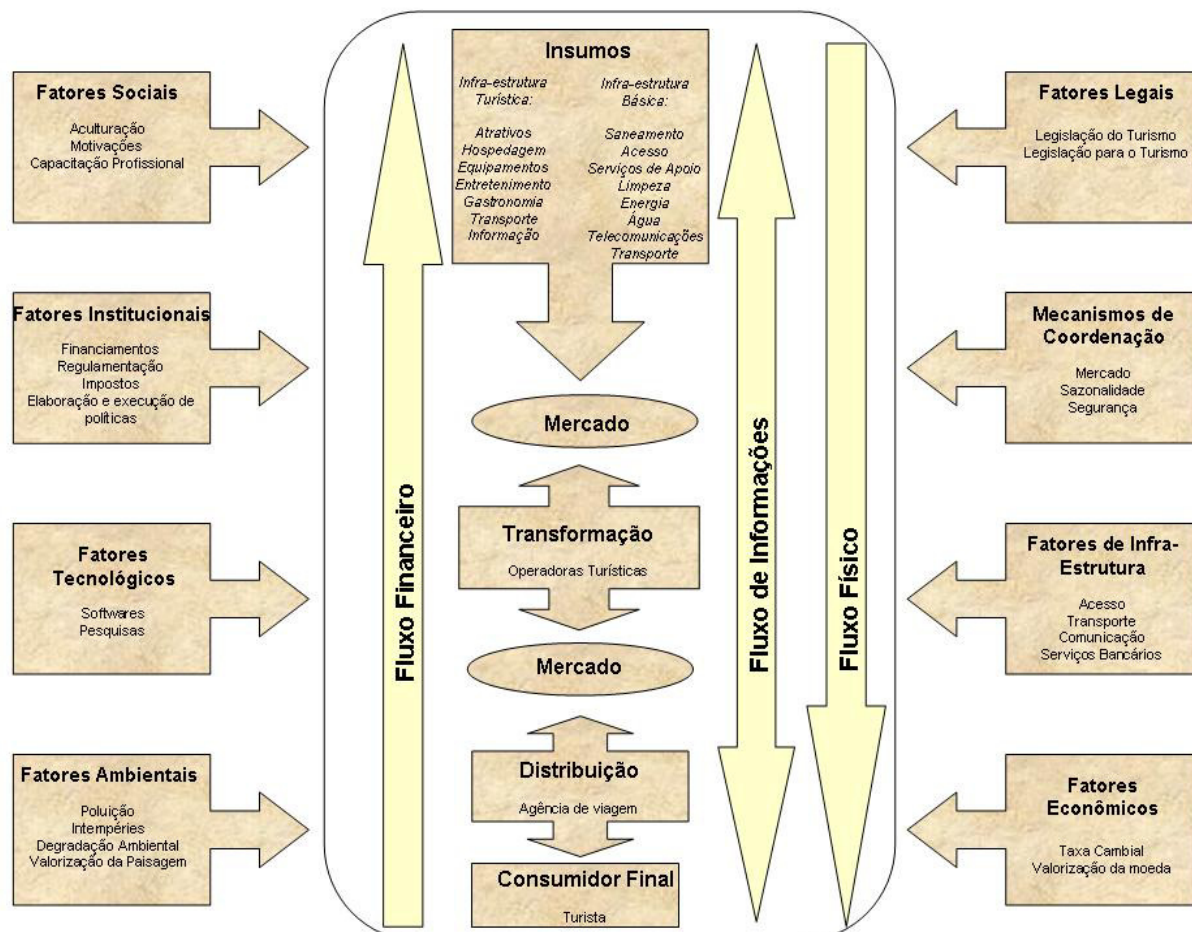 Fatores Sociais
Aculturação
Motivações
Capacitação Profissional
Fatores Institucionais
Financiamentos
Regulamentação
Impostos
Elaboração e execução de
políticas
Fatores
Tecnológicos
Softwares
Pesquisas
Fatores Ambientais
Poluição
Intempéries
Degradação Ambiental
Valorização da Paisagem
Fluxo Financeiro
Insumos
Infra-estrutura
Turística:
Atrativos
Hospedagem
Equipamentos
Entretenimento
Gastronomia
Transporte
Informação
Infra-estrutura
Básica:
Saneamento
Acesso
Serviços de Apoio
Limpeza
Energia
Água
Telecomunicações
Transporte
Mercado
Transformação
Operadoras Turísticas
Mercado
Distribuição
Agência de viagem
Consumidor Final
Turista
Fluxo de Informações
Fluxo Físico
Fatores Legais
Legislação do Turismo
Legislação para o Turismo
Mecanismos de
Coordenação
Mercado
Sazonalidade
Segurança
Fatores de Infra-
Estrutura
Acesso
Transporte
Comunicação
Serviços Bancários
Fatores
Econômicos
Taxa Cambial
Valorização da moeda